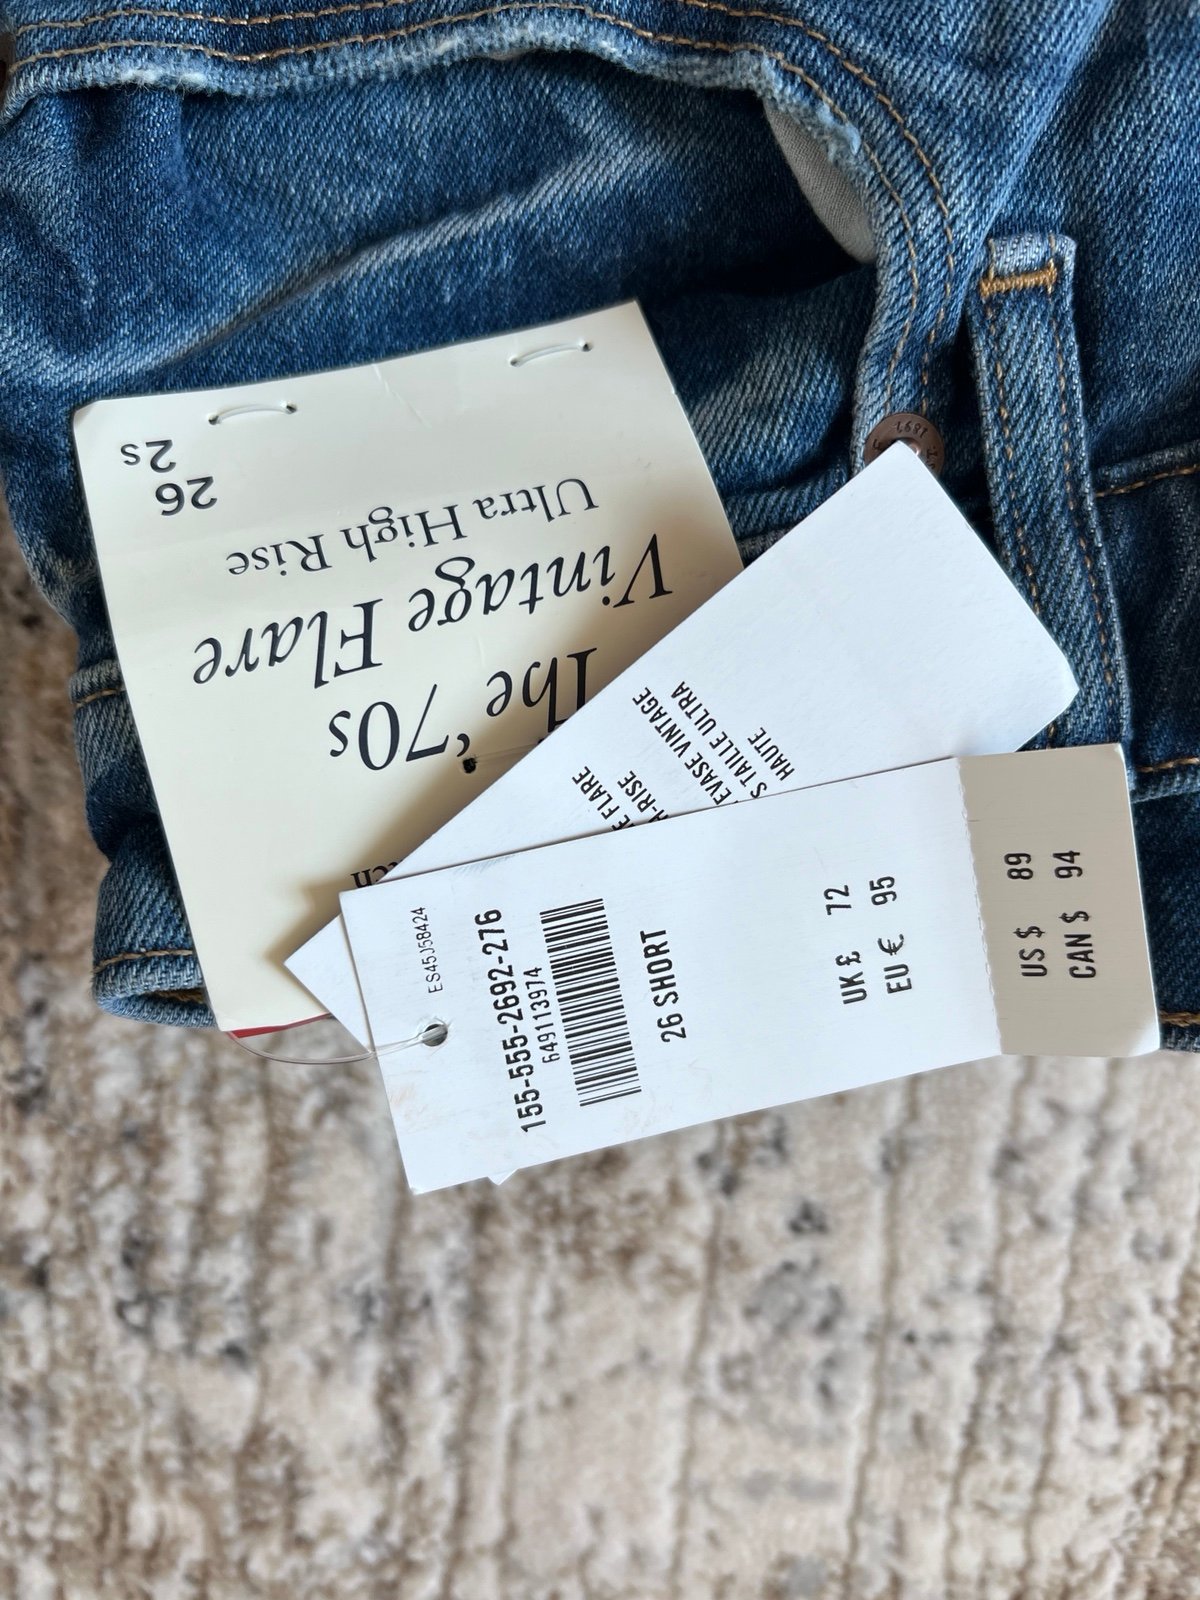 The '70s
Vintage Flare
Ultra High Rise
26
2s
FLARE
EVASE VINTAGE
TAILLE ULTRA
HAUTE
ES45J58424
155-555-2692-276
649113974
26 SHORT
UK £ 72
EU € 95
US $ 89
CAN $ 94